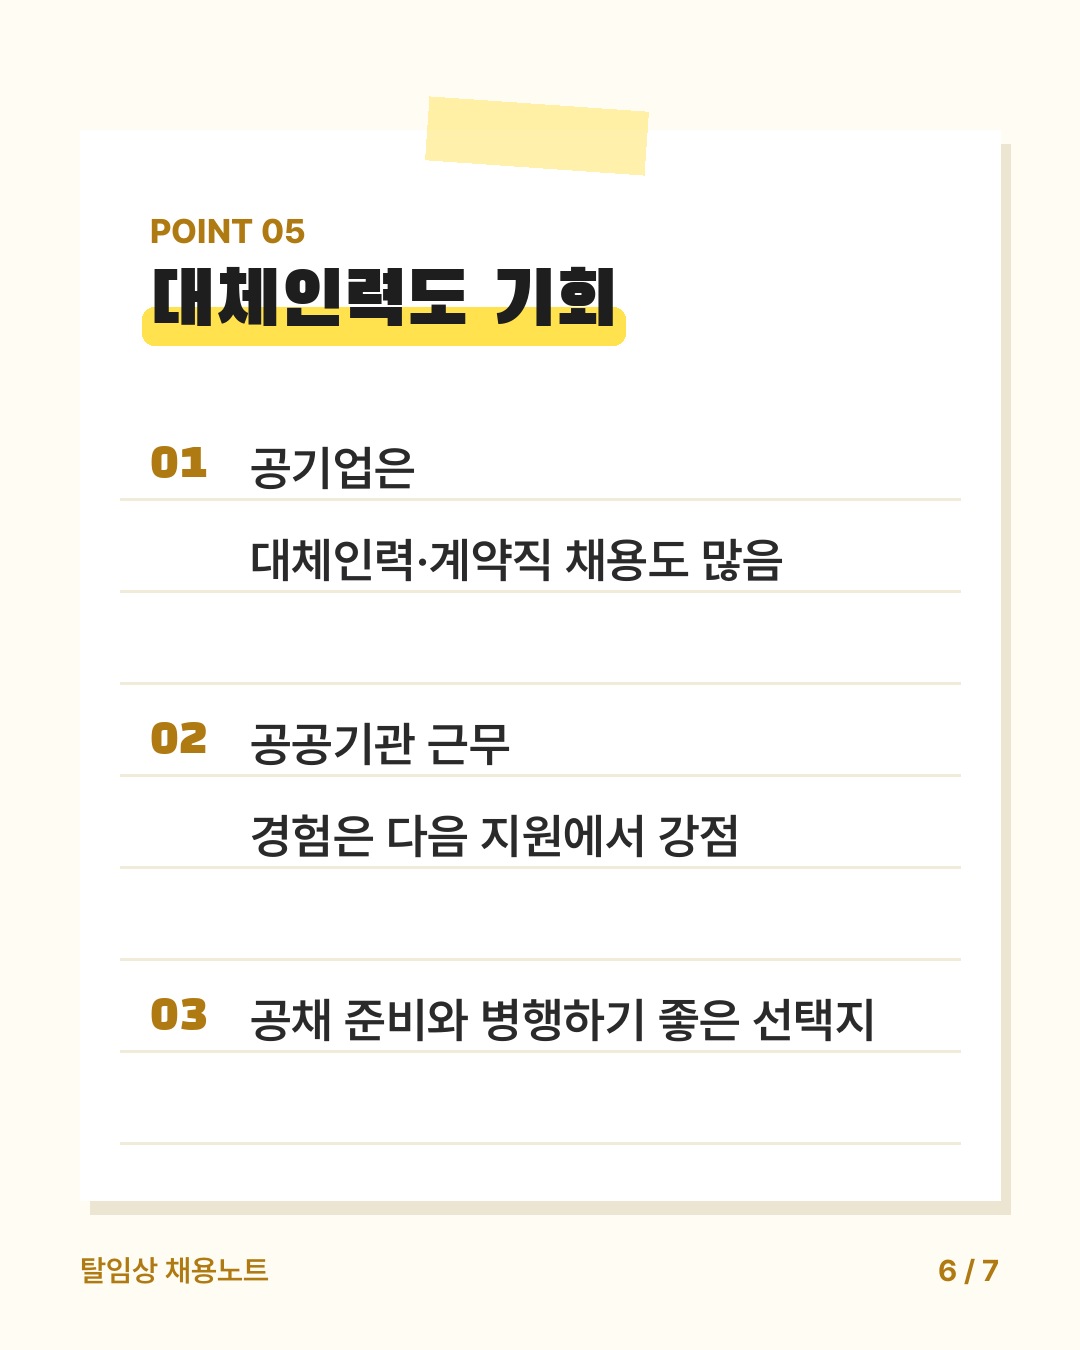 POINT 05
대체인력도 기회
01 공기업은
대체인력·계약직 채용도 많음
02 공공기관 근무
경험은 다음 지원에서 강점
03 공채 준비와 병행하기 좋은 선택지
탈임상 채용노트
6 / 7